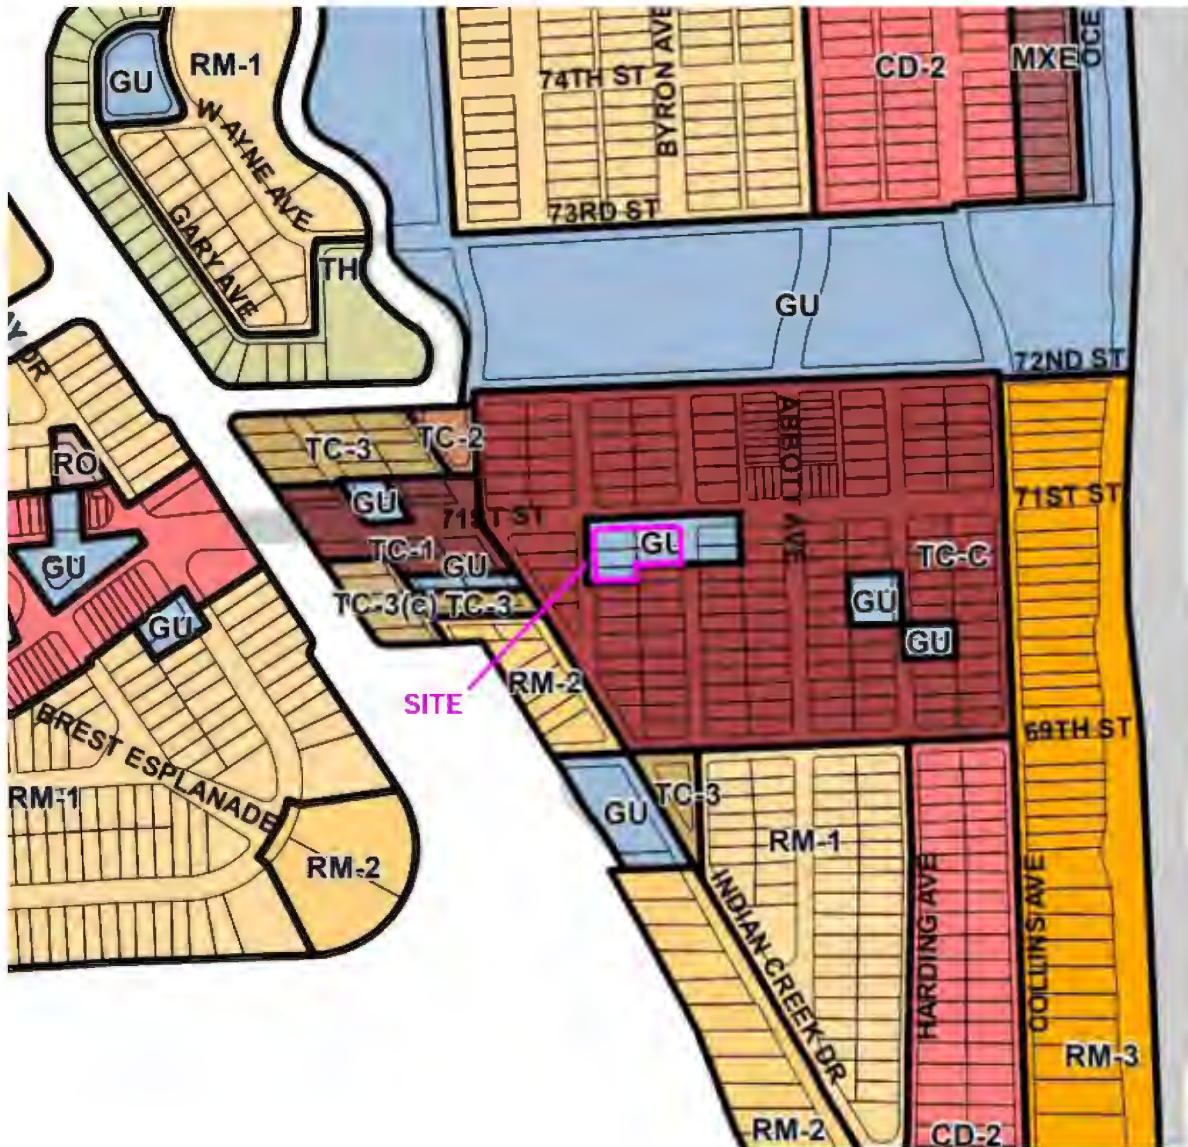 OCE
RM-1
GU
CD-2
MXE
74TH ST
BYRON AVE
WAYNE AVE
73RD ST
GARY AVE
TH
GU
72ND ST
DR
ABBOTT AVE
TC-2
TC-3
RO
GU
71ST ST
71ST ST
GU
TC-1
TC-C
GU
GU
GU
TC-3(c)
TC-3
GU
GU
RM-2
SITE
BREST ESPLANADE
69TH ST
RM-1
TC-3
GU
RM-1
RM-2
INDIAN CREEK DR
HARDING AVE
COLLINS AVE
RM-3
RM-2
CD-2